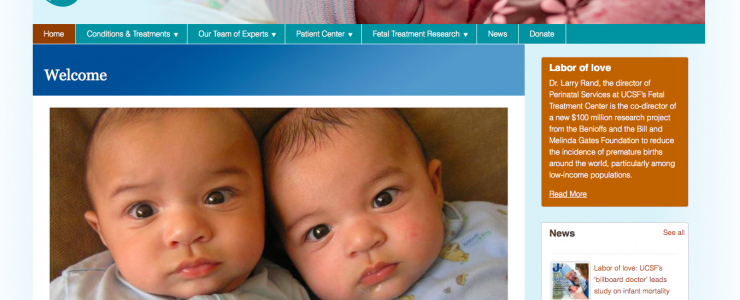 Home
Conditions & Treatments ▼
Our Team of Experts ▼
Patient Center ▼
Fetal Treatment Research ▼
News
Donate
Welcome
Labor of love
Dr. Larry Rand, the director of
Perinatal Services at UCSF's Fetal
Treatment Center is the co-director of
a new $100 million research project
from the Benioffs and the Bill and
Melinda Gates Foundation to reduce
the incidence of premature births
around the world, particularly among
low-income populations.
Read More
News
See all
Labor of love: UCSF's
'billboard doctor' leads
study on infant mortality